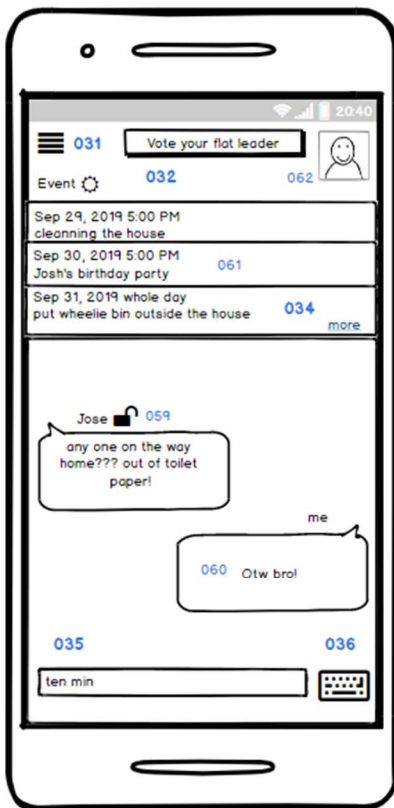 20:40
031 Vote your flat leader
Event 032 062
Sep 29, 2019 5:00 PM
cleanning the house
Sep 30, 2019 5:00 PM
Josh's birthday party 061
Sep 31, 2019 whole day
put wheelie bin outside the house 034
more
Jose 059
any one on the way
home??? out of toilet
paper!
me
060 Otw bro!
035 036
ten min